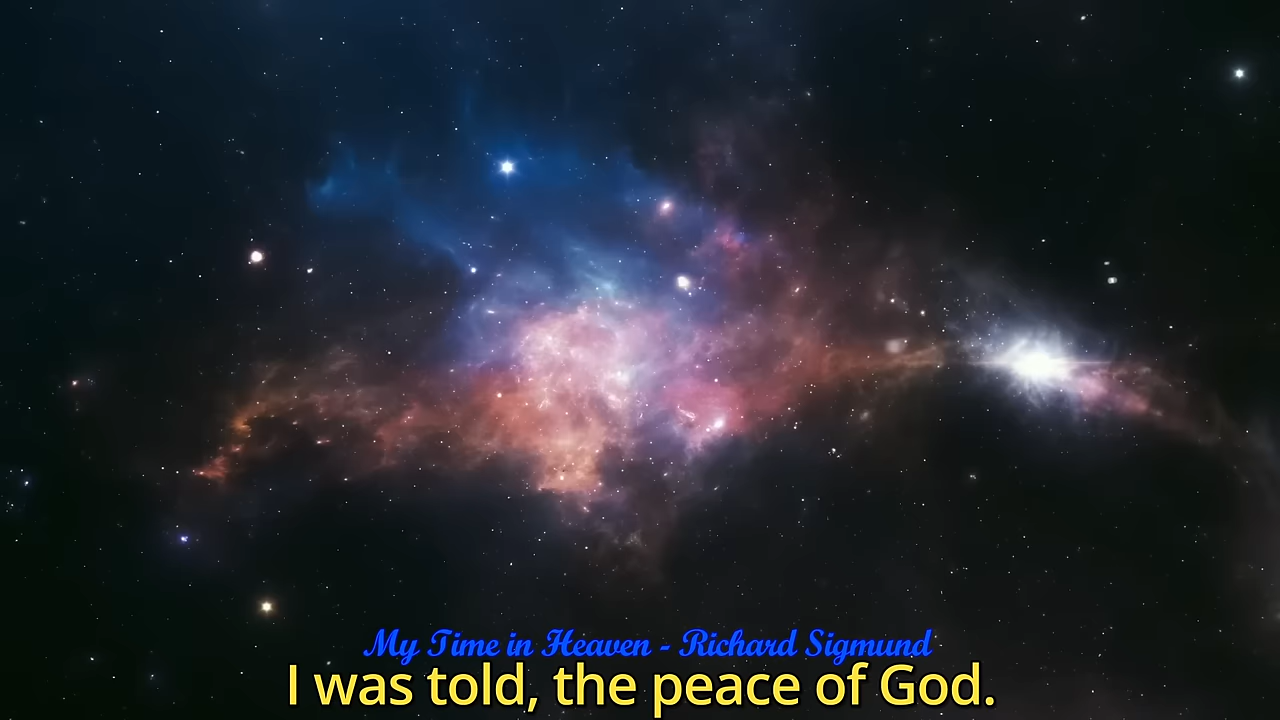 My Time in Heaven - Richard Sigmund
I was told, the peace of God.